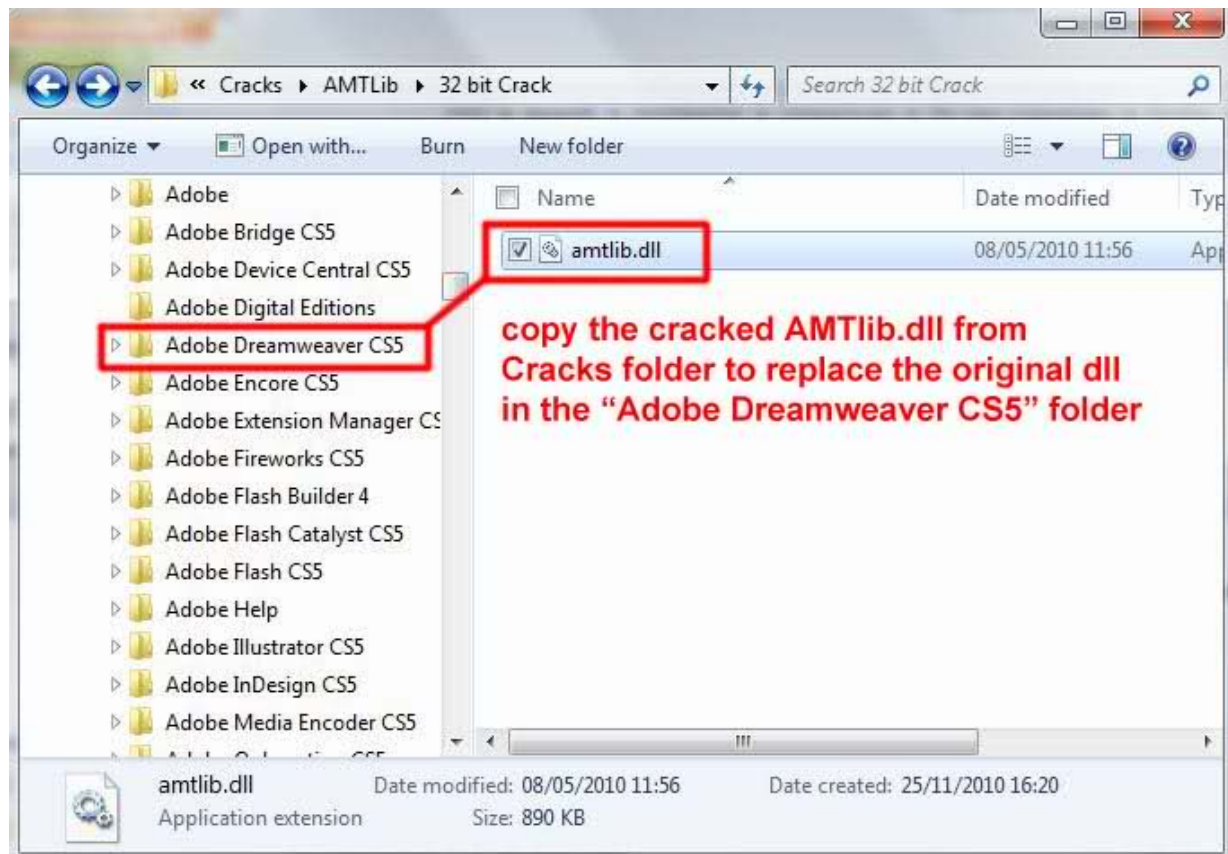 « Cracks ▸ AMTLib ▸ 32 bit Crack
Search 32 bit Crack
Organize
Open with...
Burn
New folder
Adobe
Adobe Bridge CS5
Adobe Device Central CS5
Adobe Digital Editions
Adobe Dreamweaver CS5
Adobe Encore CS5
Adobe Extension Manager CS
Adobe Fireworks CS5
Adobe Flash Builder 4
Adobe Flash Catalyst CS5
Adobe Flash CS5
Adobe Help
Adobe Illustrator CS5
Adobe InDesign CS5
Adobe Media Encoder CS5
Name
Date modified
Typ
amtlib.dll
08/05/2010 11:56
App
copy the cracked AMTlib.dll from
Cracks folder to replace the original dll
in the “Adobe Dreamweaver CS5” folder
amtlib.dll
Date modified: 08/05/2010 11:56
Date created: 25/11/2010 16:20
Application extension
Size: 890 KB